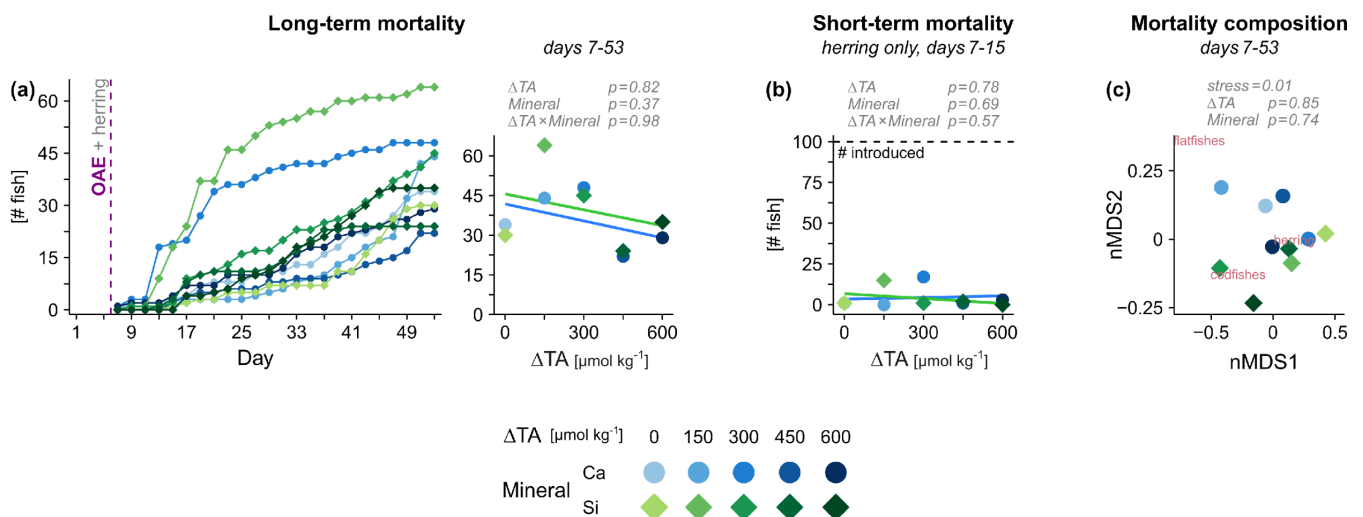 Long-term mortality
Short-term mortality
Mortality composition
days 7-53
herring only, days 7-15
days 7-53
(a)
OAE + herring
[# fish]
60
45
30
15
0
1 9 17 25 33 41 49
Day
ΔTA p=0.82
Mineral p=0.37
ΔTA×Mineral p=0.98
60
45
30
15
0
0 150 300 450 600
ΔTA [µmol kg⁻¹]
(b)
ΔTA p=0.78
Mineral p=0.69
ΔTA×Mineral p=0.57
# introduced
[# fish]
100
75
50
25
0
0 150 300 450 600
ΔTA [µmol kg⁻¹]
(c)
stress=0.01
ΔTA p=0.85
Mineral p=0.74
flatfishes
herring
codfishes
nMDS2
0.25
0
−0.25
−0.5 0 0.5
nMDS1
ΔTA [µmol kg⁻¹] 0 150 300 450 600
Mineral
Ca
Si